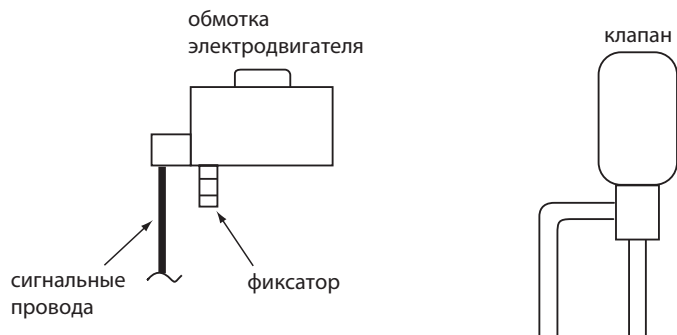 обмотка
электродвигателя
клапан
сигнальные
провода
фиксатор